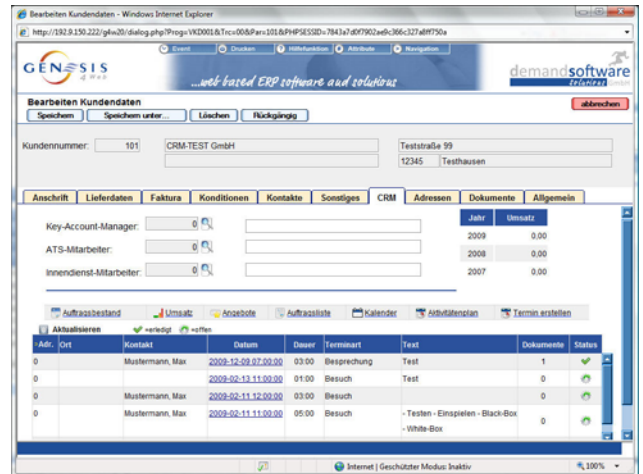 Bearbeiten Kundendaten - Windows Internet Explorer
http://192.9.150.222/g4w20/dialog.php?Prog=VKD001&Trc=00&Par=101&PHPSESSID=7843a7d0f7902ae9c366c327a8ff750a
Event Drucken Hilfefunktion Attribute Navigation
GENESIS
4 Web
...web based ERP software and solutions
demandsoftware
solutions GmbH
Bearbeiten Kundendaten
abbrechen
Speichern Speichern unter... Löschen Rückgängig
Kundennummer: 101 CRM-TEST GmbH Teststraße 99
12345 Testhausen
Anschrift Lieferdaten Faktura Konditionen Kontakte Sonstiges CRM Adressen Dokumente Allgemein
Jahr Umsatz
Key-Account-Manager: 0
2009 0,00
ATS-Mitarbeiter: 0
2008 0,00
Innendienst-Mitarbeiter: 0
2007 0,00
Auftragsbestand Umsatz Angebote Auftragsliste Kalender Aktivitätenplan Termin erstellen
Aktualisieren =erledigt =offen
Adr. Ort Kontakt Datum Dauer Terminart Text Dokumente Status
0 Mustermann, Max 2009-12-09 07:00:00 03:00 Besprechung Test 1
0 Mustermann, Max 2009-02-13 11:00:00 01:00 Besuch Test 0
0 Mustermann, Max 2009-02-11 12:00:00 03:00 Besuch 0
0 Mustermann, Max 2009-02-11 11:00:00 05:00 Besuch - Testen - Einspielen - Black-Box
- White-Box 0
Internet | Geschützter Modus: Inaktiv 100%